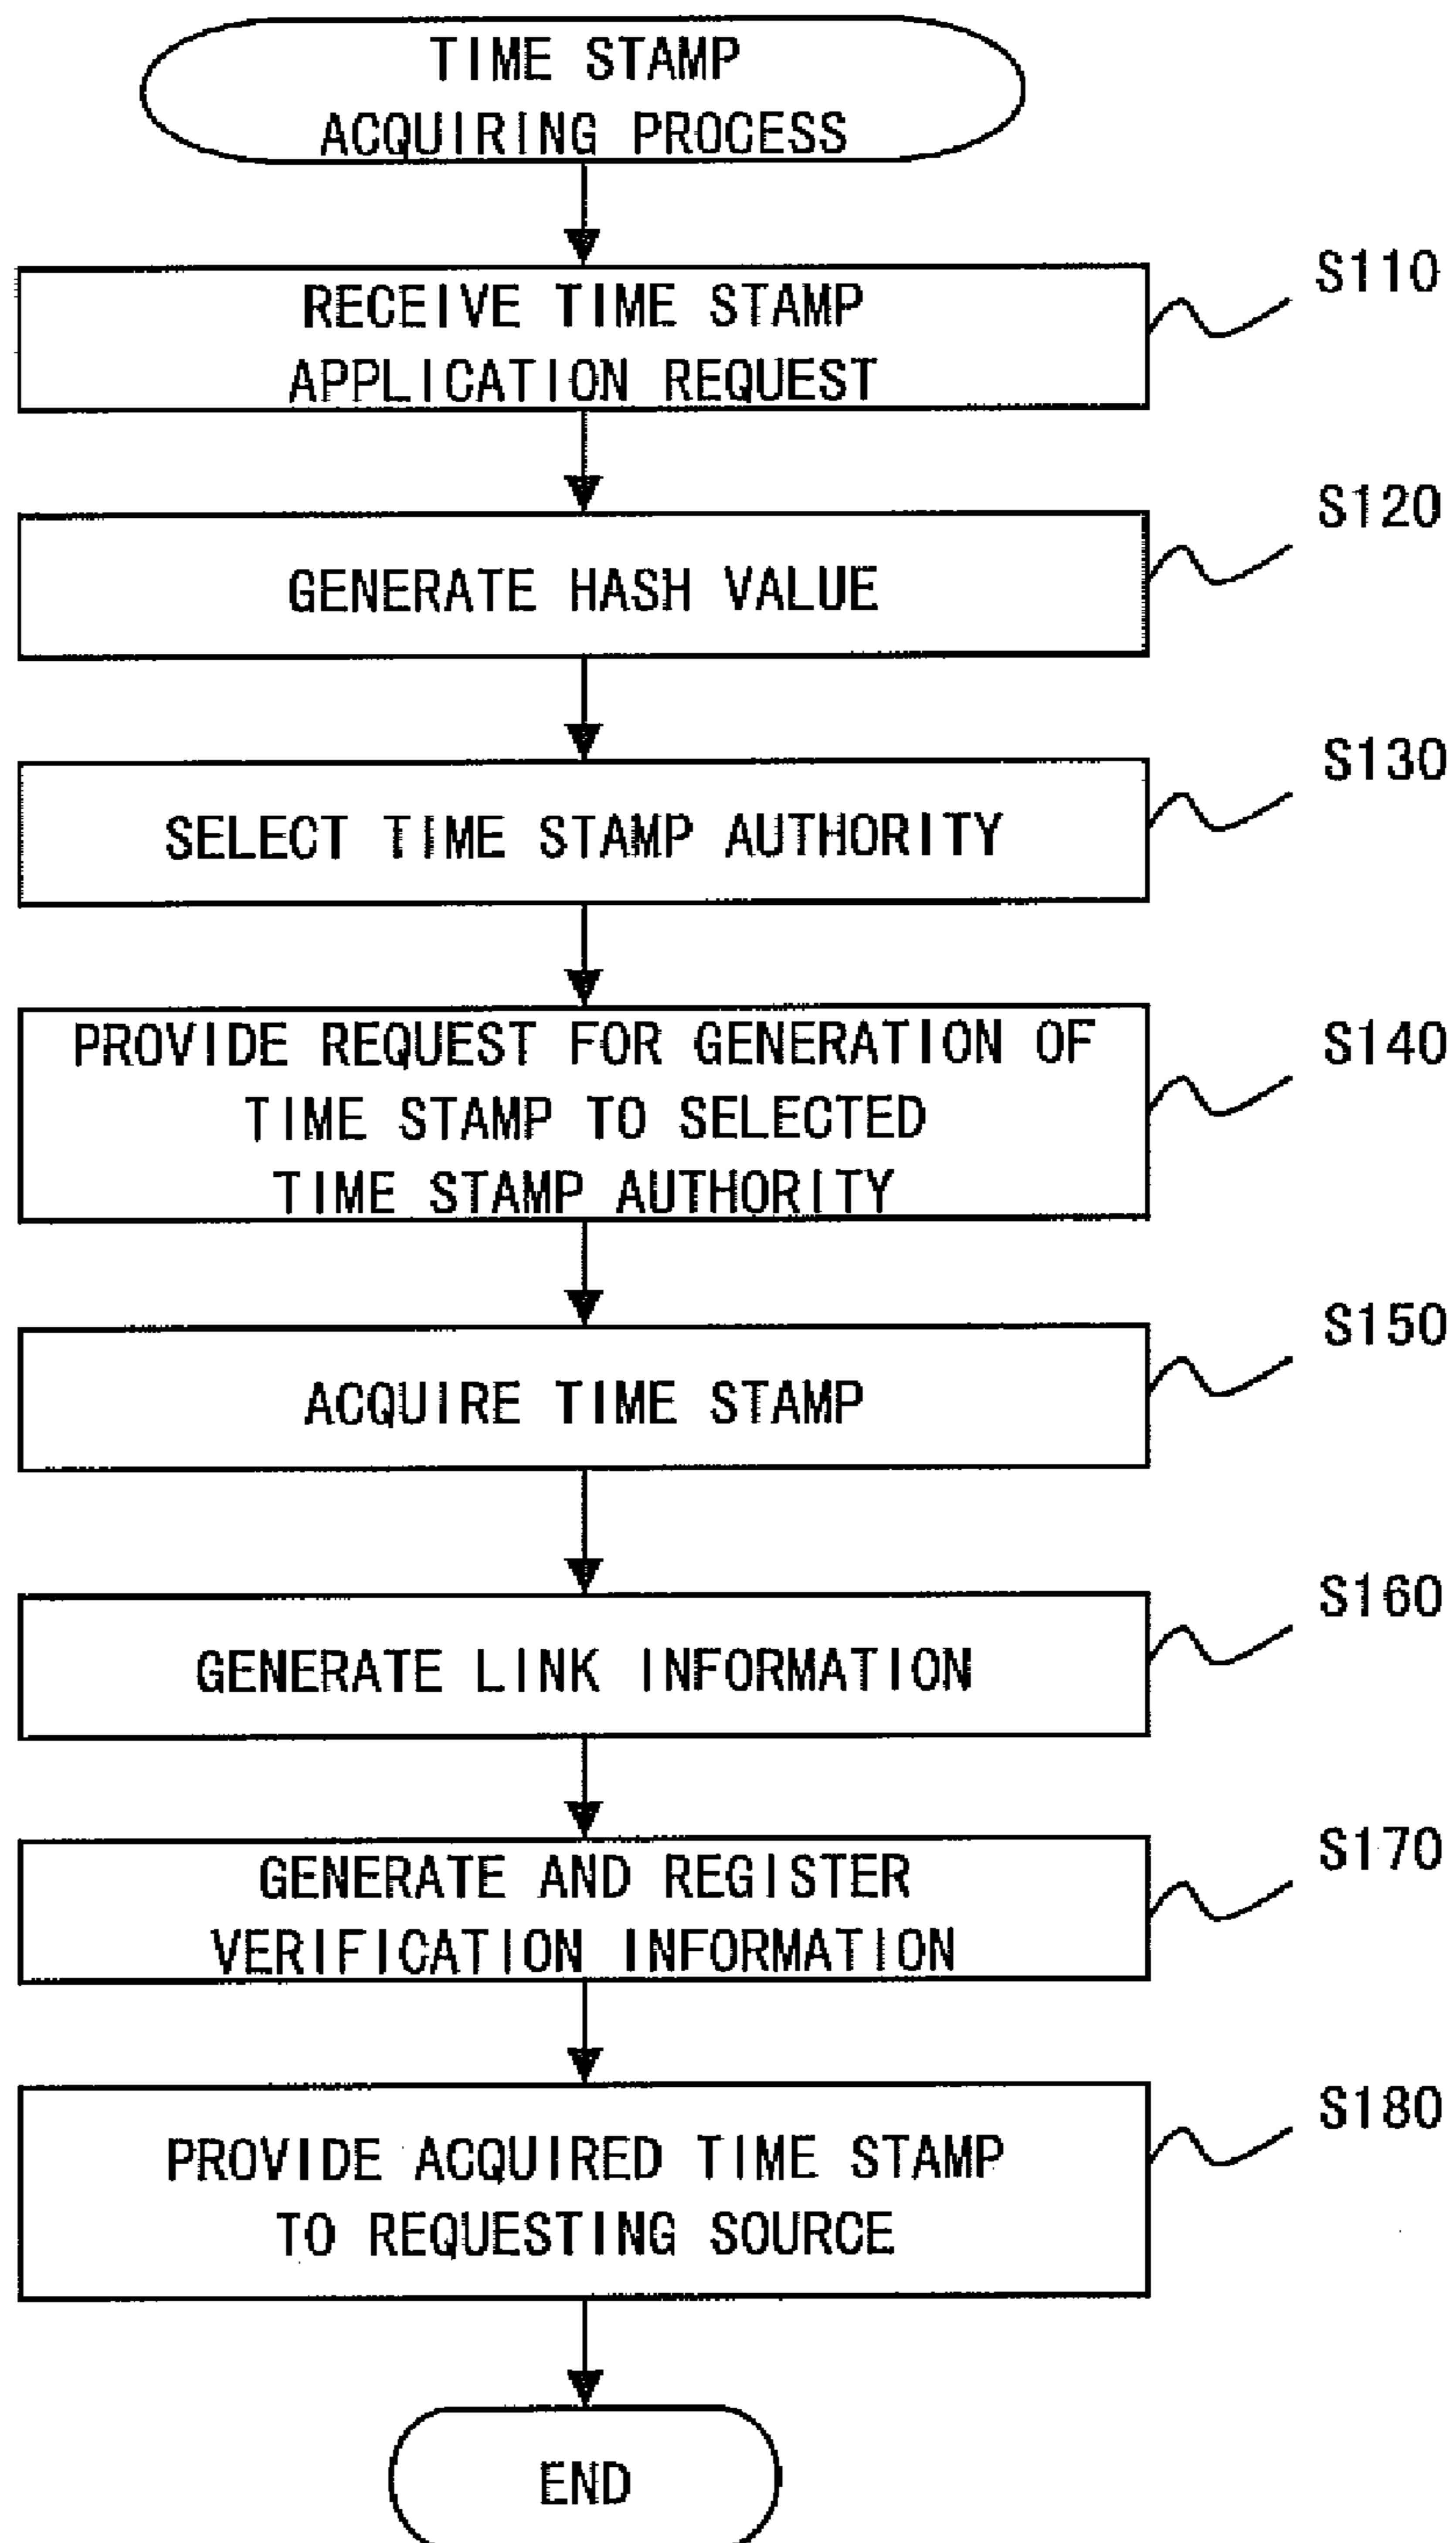 TIME STAMP
ACQUIRING PROCESS
S110
RECEIVE TIME STAMP
APPLICATION REQUEST
S120
GENERATE HASH VALUE
S130
SELECT TIME STAMP AUTHORITY
S140
PROVIDE REQUEST FOR GENERATION OF
TIME STAMP TO SELECTED
TIME STAMP AUTHORITY
S150
ACQUIRE TIME STAMP
S160
GENERATE LINK INFORMATION
S170
GENERATE AND REGISTER
VERIFICATION INFORMATION
S180
PROVIDE ACQUIRED TIME STAMP
TO REQUESTING SOURCE
END